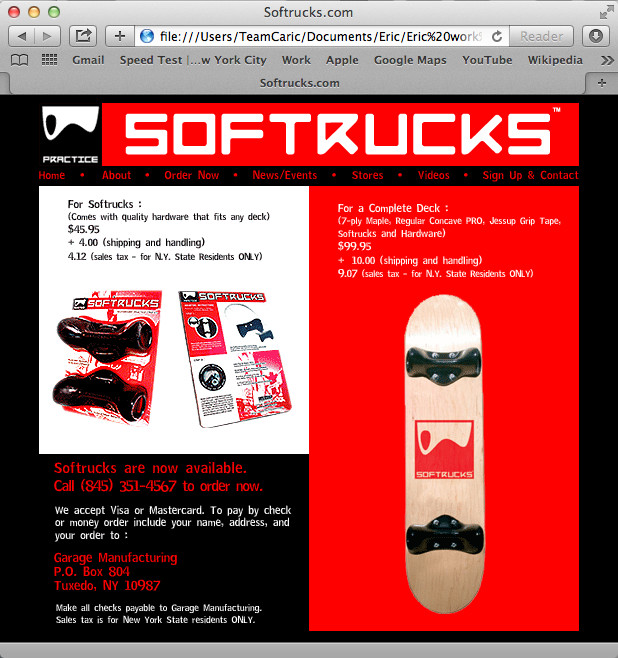 Softrucks.com
file:///Users/TeamCaric/Documents/Eric/Eric%20work
Reader
Gmail Speed Test |...w York City Work Apple Google Maps YouTube Wikipedia
Softrucks.com
PRACTICE
SOFTRUCKS™
Home • About • Order Now • News/Events • Stores • Videos • Sign Up & Contact
For Softrucks :
(Comes with quality hardware that fits any deck)
$45.95
+ 4.00 (shipping and handling)
4.12 (sales tax - for N.Y. State Residents ONLY)
SOFTRUCKS
SOFTRUCKS
Softrucks are now available.
Call (845) 351-4567 to order now.
We accept Visa or Mastercard. To pay by check
or money order include your name, address, and
your order to :
Garage Manufacturing
P.O. Box 804
Tuxedo, NY 10987
Make all checks payable to Garage Manufacturing.
Sales tax is for New York State residents ONLY.
For a Complete Deck :
(7-ply Maple, Regular Concave PRO, Jessup Grip Tape,
Softrucks and Hardware)
$99.95
+ 10.00 (shipping and handling)
9.07 (sales tax - for N.Y. State Residents ONLY)
SOFTRUCKS